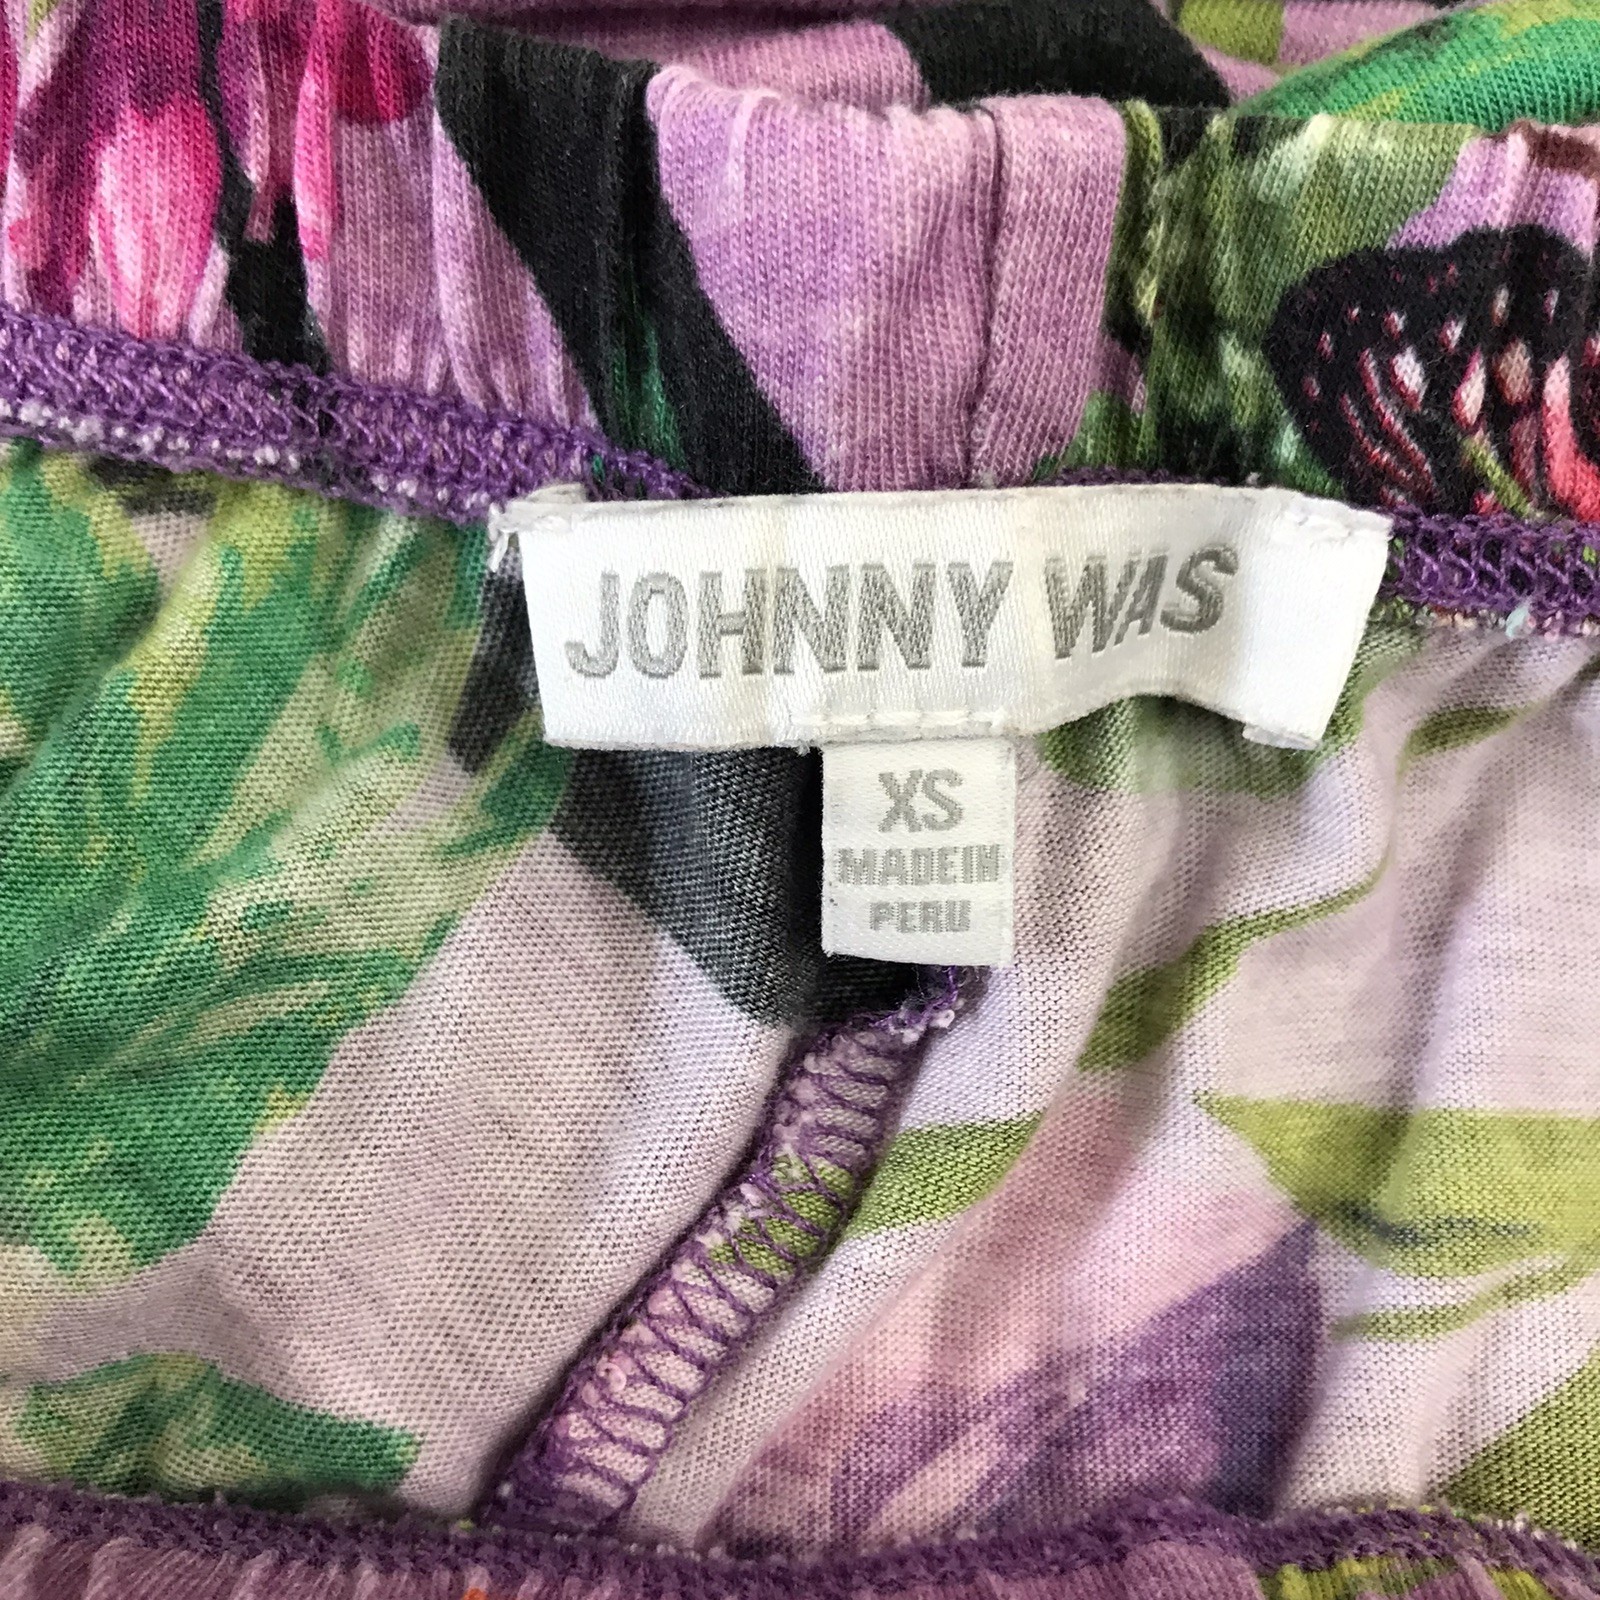 JOHNNY WAS
XS
MADE IN
PERU